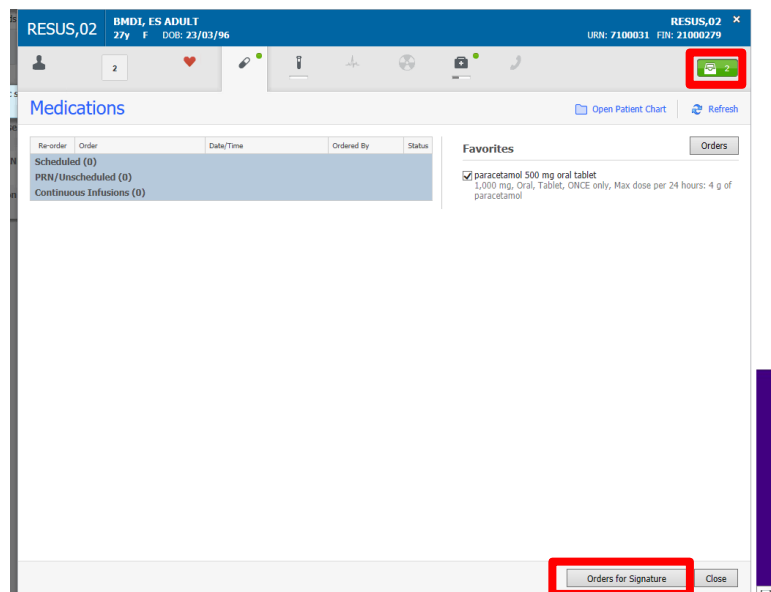 RESUS,02
BMDI, ES ADULT
27y F DOB: 23/03/96
RESUS,02 ×
URN: 7100031 FIN: 21000279
2
2
Medications
Open Patient Chart
Refresh
Re-order Order Date/Time Ordered By Status
Scheduled (0)
PRN/Unscheduled (0)
Continuous Infusions (0)
Favorites
Orders
paracetamol 500 mg oral tablet
1,000 mg, Oral, Tablet, ONCE only, Max dose per 24 hours: 4 g of
paracetamol
Orders for Signature
Close